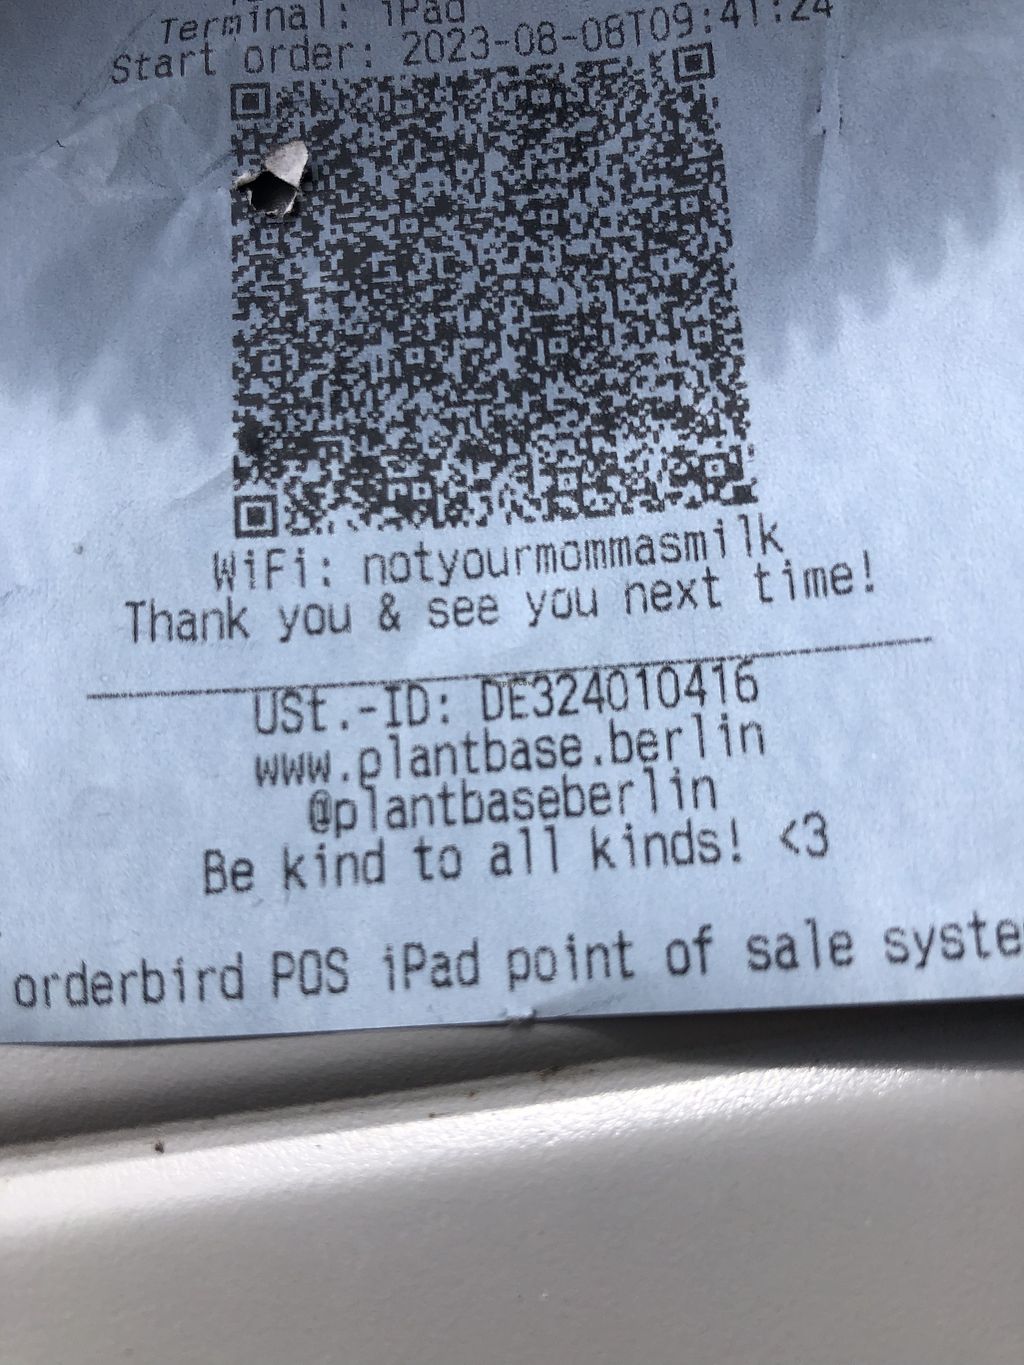 Terminal: iPad
Start order: 2023-08-08T09:41:24
WiFi: notyourmommasmilk
Thank you & see you next time!
USt.-ID: DE324010416
www.plantbase.berlin
@plantbaseberlin
Be kind to all kinds! <3
orderbird POS iPad point of sale syste